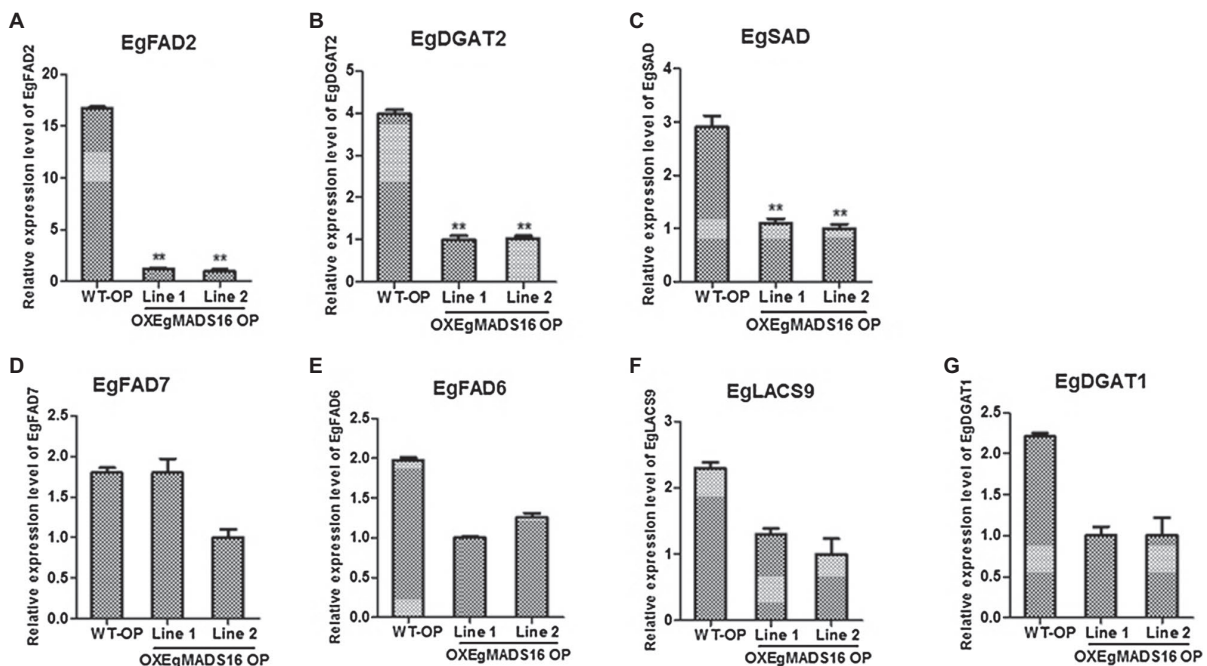 A
EgFAD2
Relative expression level of EgFAD2
20
15
10
5
0
**
**
WT-OP
Line 1
Line 2
OXEgMADS16 OP
B
EgDGAT2
Relative expression level of EgDGAT2
5
4
3
2
1
0
**
**
WT-OP
Line 1
Line 2
OXEgMADS16 OP
C
EgSAD
Relative expression level of EgSAD
4
3
2
1
0
**
**
WT-OP
Line 1
Line 2
OXEgMADS16 OP
D
EgFAD7
Relative expression level of EgFAD7
2.5
2.0
1.5
1.0
0.5
0.0
WT-OP
Line 1
Line 2
OXEgMADS16 OP
E
EgFAD6
Relative expression level of EgFAD6
2.5
2.0
1.5
1.0
0.5
0.0
WT-OP
Line 1
Line 2
OXEgMADS16 OP
F
EgLACS9
Relative expression level of EgLACS9
3
2
1
0
WT-OP
Line 1
Line 2
OXEgMADS16 OP
G
EgDGAT1
Relative expression level of EgDGAT1
2.5
2.0
1.5
1.0
0.5
0.0
WT-OP
Line 1
Line 2
OXEgMADS16 OP